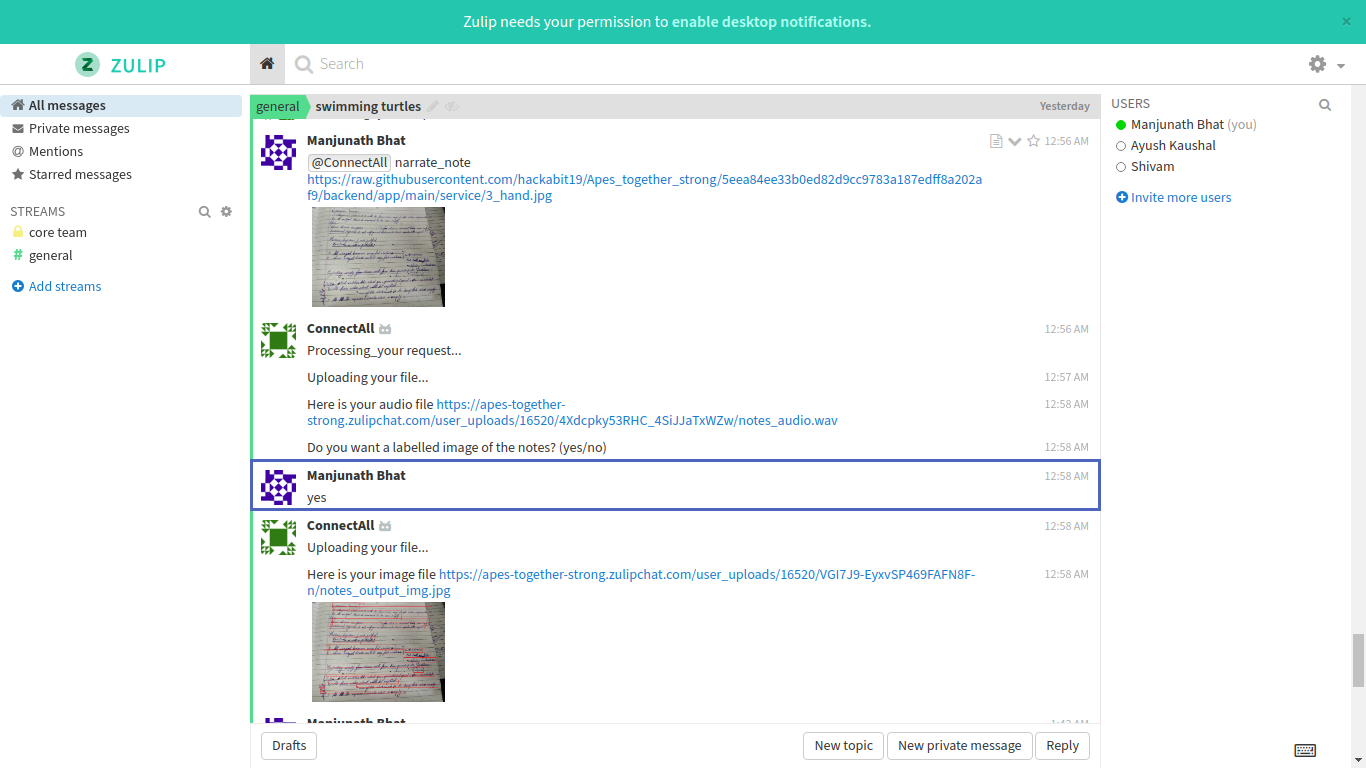 Zulip needs your permission to enable desktop notifications.
×
ZULIP
Search
All messages
Private messages
@ Mentions
Starred messages
STREAMS
core team
# general
Add streams
general
swimming turtles
Yesterday
Manjunath Bhat
12:56 AM
@ConnectAll narrate_note
https://raw.githubusercontent.com/hackabit19/Apes_together_strong/5eea84ee33b0ed82d9cc9783a187edff8a202a
f9/backend/app/main/service/3_hand.jpg
ConnectAll
12:56 AM
Processing_your request...
Uploading your file...
12:57 AM
Here is your audio file https://apes-together-
12:58 AM
strong.zulipchat.com/user_uploads/16520/4Xdcpky53RHC_4SiJJaTxWZw/notes_audio.wav
Do you want a labelled image of the notes? (yes/no)
12:58 AM
Manjunath Bhat
12:58 AM
yes
ConnectAll
12:58 AM
Uploading your file...
Here is your image file https://apes-together-strong.zulipchat.com/user_uploads/16520/VGI7J9-EyxvSP469FAFN8F-
12:58 AM
n/notes_output_img.jpg
Manjunath Bhat
Drafts
New topic
New private message
Reply
USERS
Manjunath Bhat (you)
Ayush Kaushal
Shivam
Invite more users